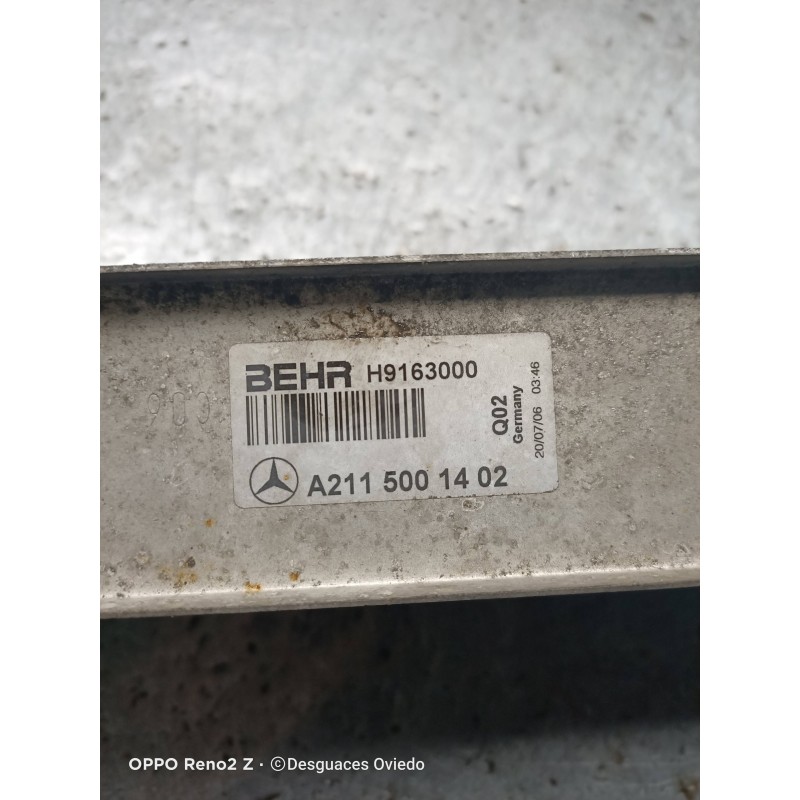 BEHR H9163000
Q02
Germany
20/07/06 03:46
A211 500 14 02
OPPO Reno2 Z · ©Desguaces Oviedo